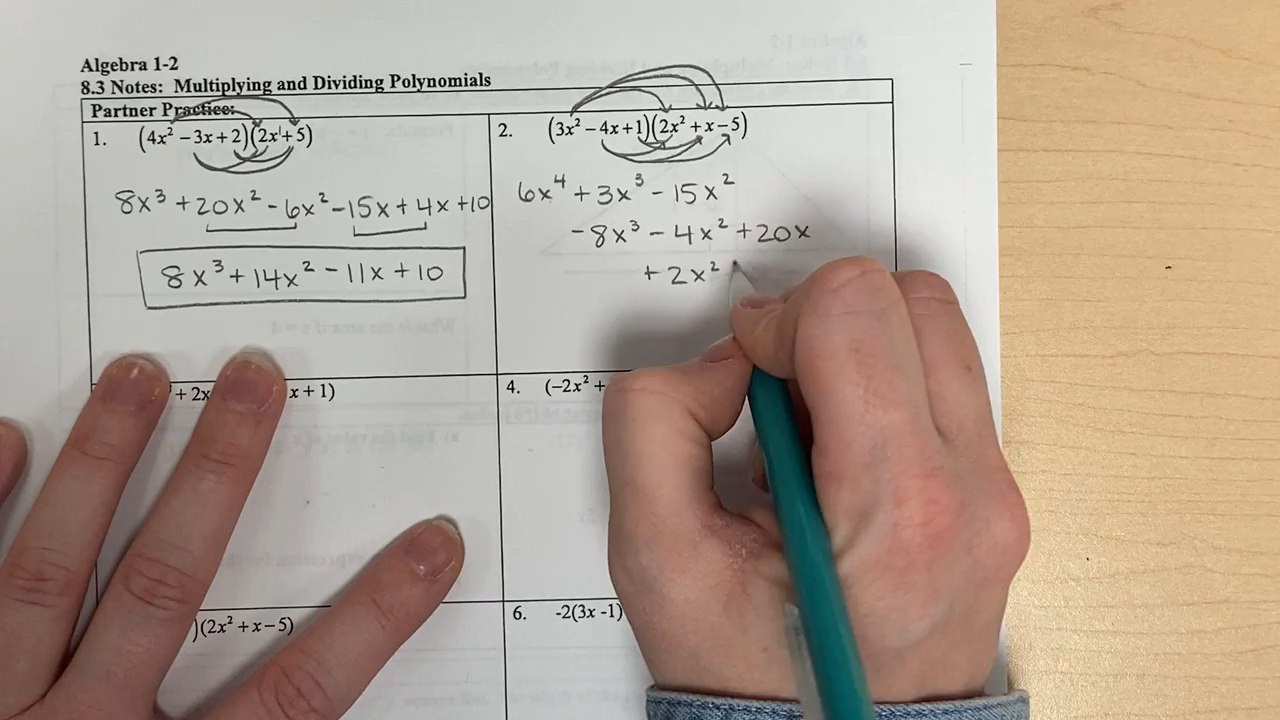 Algebra 1-2
8.3 Notes: Multiplying and Dividing Polynomials
Partner Practice:
1. (4x² − 3x + 2)(2x + 5)
8x³ + 20x² − 6x² − 15x + 4x + 10
8x³ + 14x² − 11x + 10
2. (3x² − 4x + 1)(2x² + x − 5)
6x⁴ + 3x³ − 15x²
−8x³ − 4x² + 20x
+ 2x²
+ 2x
x + 1)
4. (−2x² +
)(2x² + x − 5)
6. -2(3x -1)